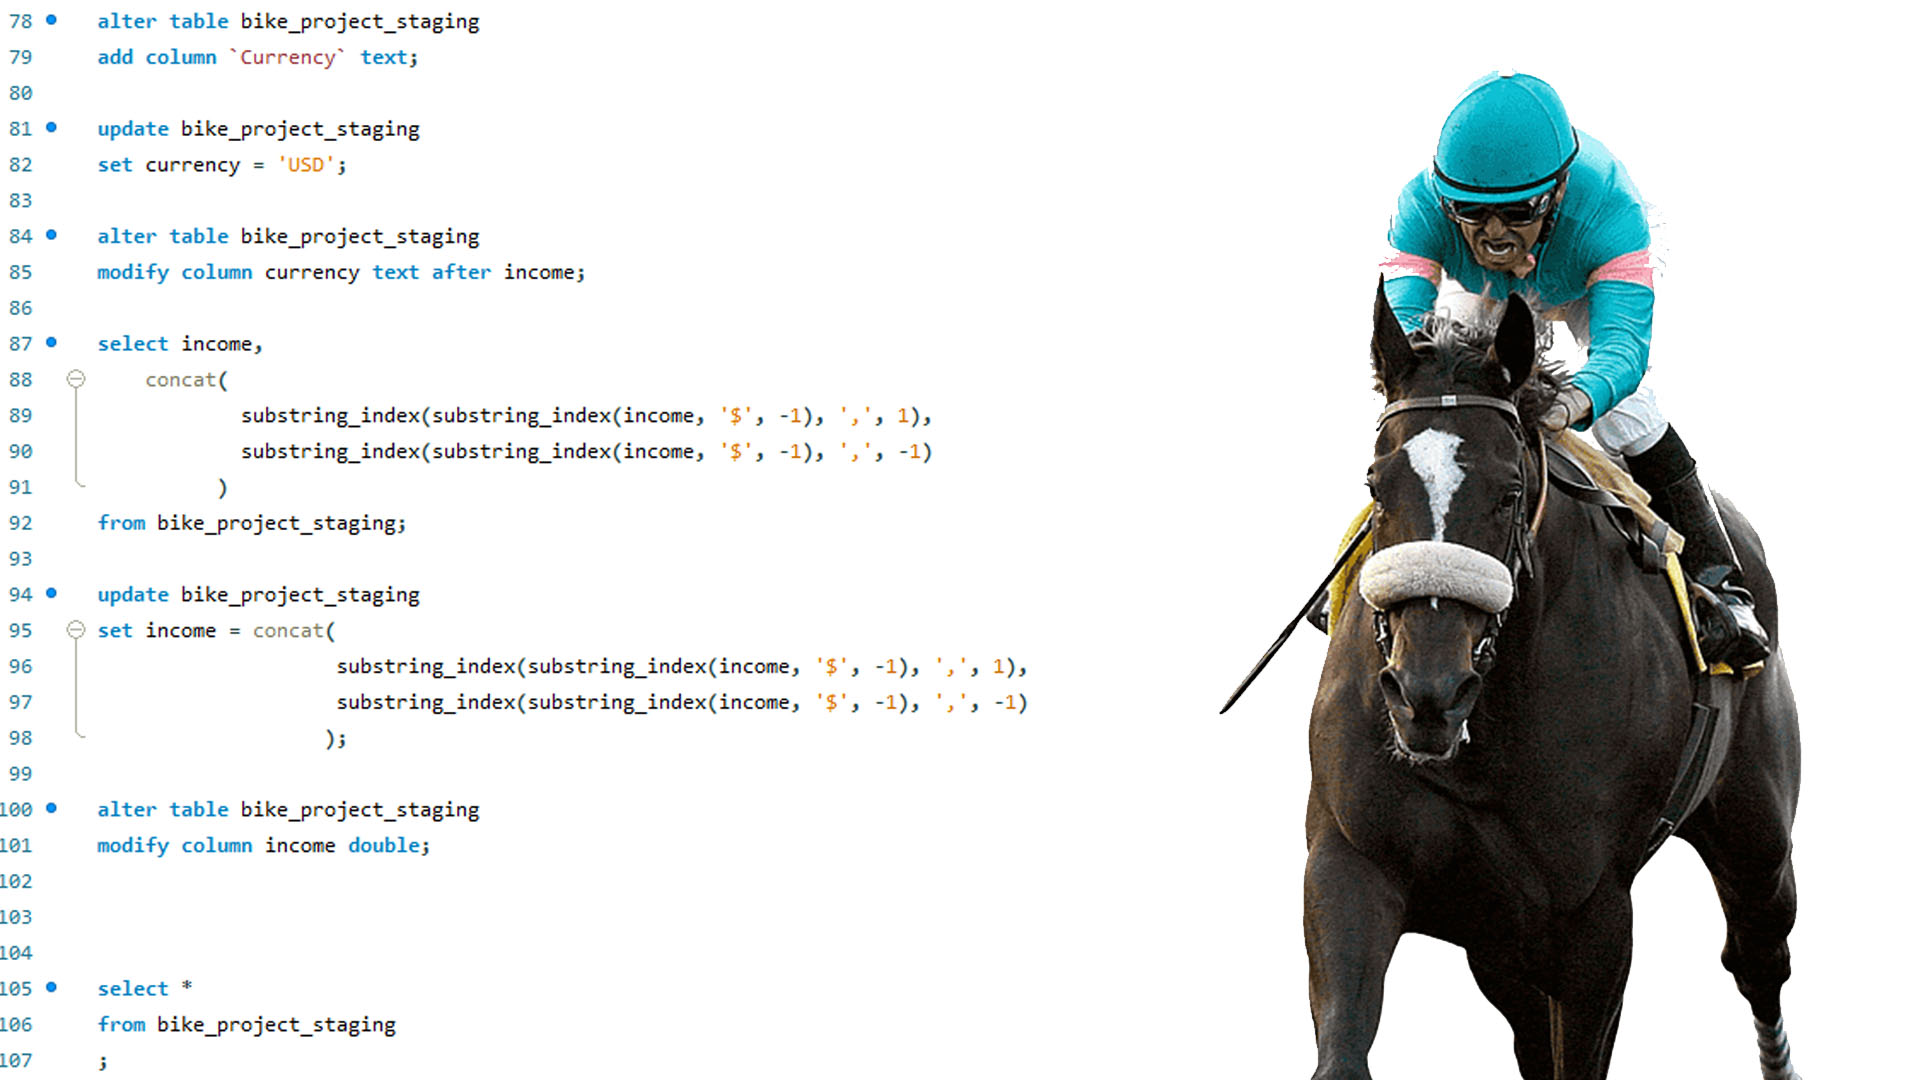 78 alter table bike_project_staging
79 add column `Currency` text;
80
81 update bike_project_staging
82 set currency = 'USD';
83
84 alter table bike_project_staging
85 modify column currency text after income;
86
87 select income,
88 concat(
89 substring_index(substring_index(income, '$', -1), ',', 1),
90 substring_index(substring_index(income, '$', -1), ',', -1)
91 )
92 from bike_project_staging;
93
94 update bike_project_staging
95 set income = concat(
96 substring_index(substring_index(income, '$', -1), ',', 1),
97 substring_index(substring_index(income, '$', -1), ',', -1)
98 );
99
100 alter table bike_project_staging
101 modify column income double;
102
103
104
105 select *
106 from bike_project_staging
107 ;